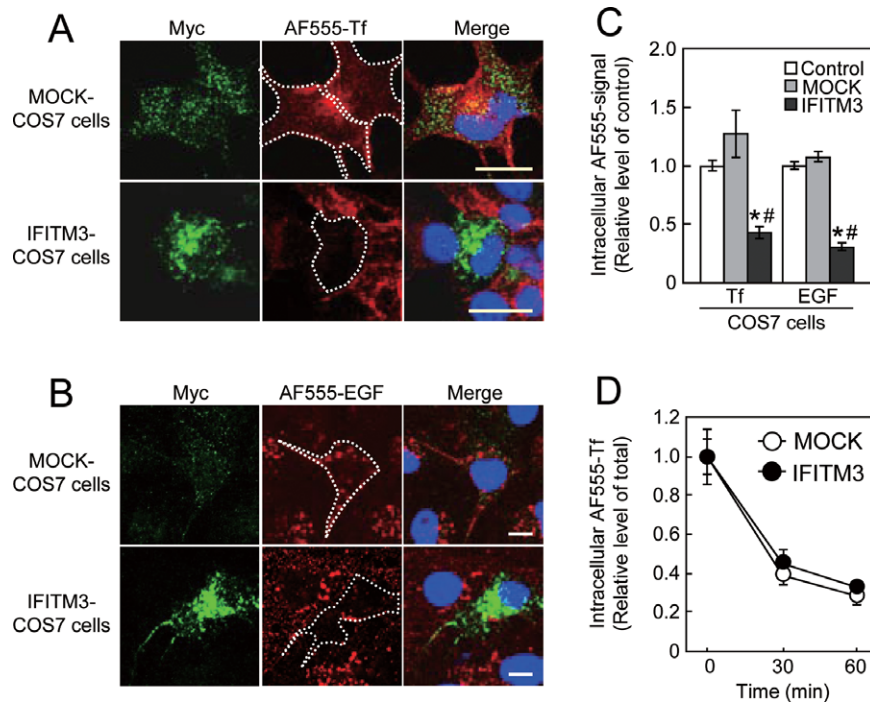 A
Myc
AF555-Tf
Merge
MOCK-
COS7 cells
IFITM3-
COS7 cells
B
Myc
AF555-EGF
Merge
MOCK-
COS7 cells
IFITM3-
COS7 cells
C
Intracellular AF555-signal
(Relative level of control)
2.0
1.5
1.0
0.5
0
Control
MOCK
IFITM3
*#
*#
Tf
EGF
COS7 cells
D
Intracellular AF555-Tf
(Relative level of total)
1.2
1.0
0.8
0.6
0.4
0.2
0
MOCK
IFITM3
0
30
60
Time (min)